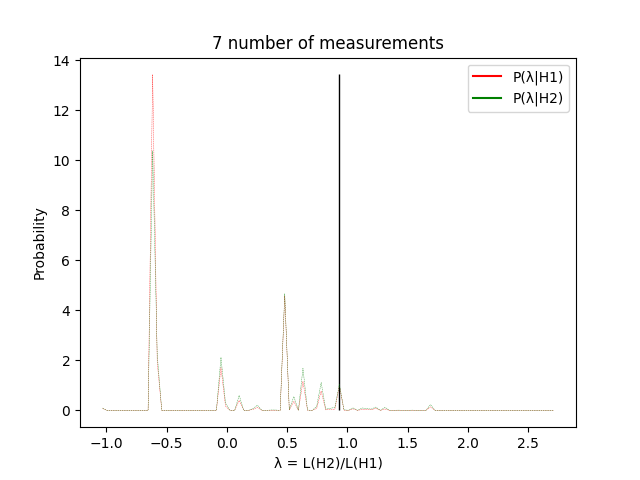 7 number of measurements
P(λ|H1)
P(λ|H2)
Probability
14
12
10
8
6
4
2
0
−1.0 −0.5 0.0 0.5 1.0 1.5 2.0 2.5
λ = L(H2)/L(H1)